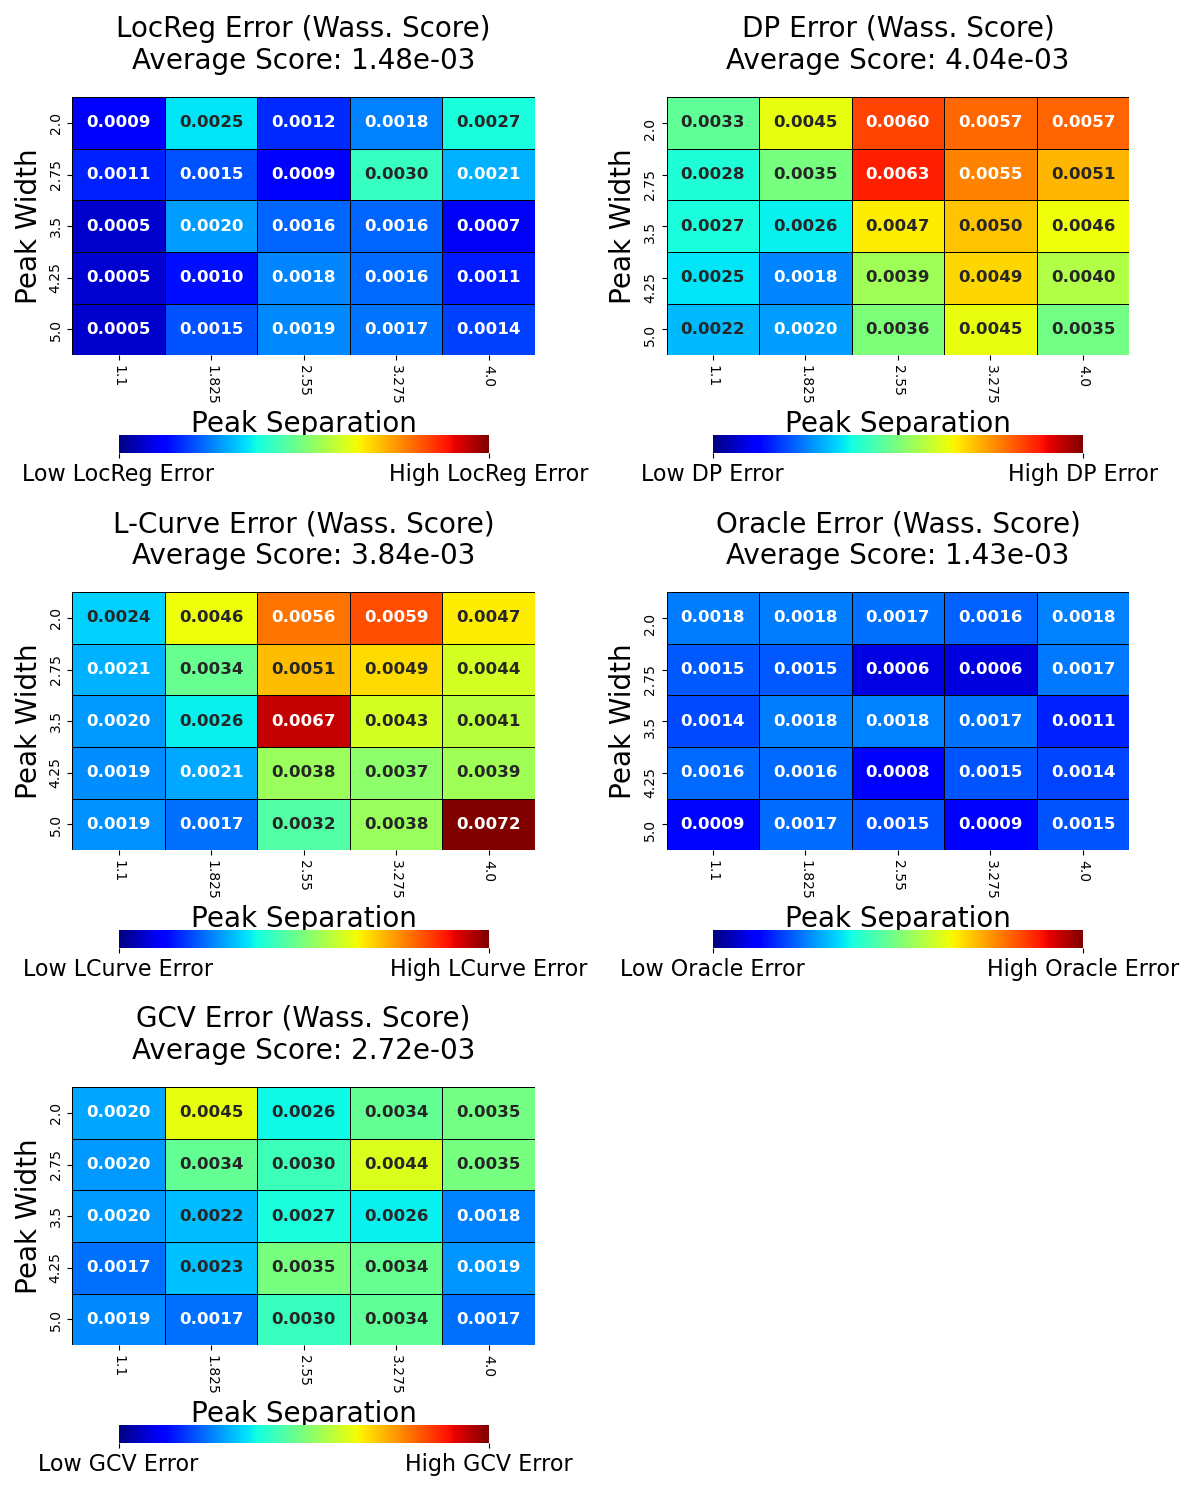 LocReg Error (Wass. Score)
Average Score: 1.48e-03
Peak Width
2.0 0.0009 0.0025 0.0012 0.0018 0.0027
2.75 0.0011 0.0015 0.0009 0.0030 0.0021
3.5 0.0005 0.0020 0.0016 0.0016 0.0007
4.25 0.0005 0.0010 0.0018 0.0016 0.0011
5.0 0.0005 0.0015 0.0019 0.0017 0.0014
1.1 1.825 2.55 3.275 4.0
Peak Separation
Low LocReg Error High LocReg Error
DP Error (Wass. Score)
Average Score: 4.04e-03
Peak Width
2.0 0.0033 0.0045 0.0060 0.0057 0.0057
2.75 0.0028 0.0035 0.0063 0.0055 0.0051
3.5 0.0027 0.0026 0.0047 0.0050 0.0046
4.25 0.0025 0.0018 0.0039 0.0049 0.0040
5.0 0.0022 0.0020 0.0036 0.0045 0.0035
1.1 1.825 2.55 3.275 4.0
Peak Separation
Low DP Error High DP Error
L-Curve Error (Wass. Score)
Average Score: 3.84e-03
Peak Width
2.0 0.0024 0.0046 0.0056 0.0059 0.0047
2.75 0.0021 0.0034 0.0051 0.0049 0.0044
3.5 0.0020 0.0026 0.0067 0.0043 0.0041
4.25 0.0019 0.0021 0.0038 0.0037 0.0039
5.0 0.0019 0.0017 0.0032 0.0038 0.0072
1.1 1.825 2.55 3.275 4.0
Peak Separation
Low LCurve Error High LCurve Error
Oracle Error (Wass. Score)
Average Score: 1.43e-03
Peak Width
2.0 0.0018 0.0018 0.0017 0.0016 0.0018
2.75 0.0015 0.0015 0.0006 0.0006 0.0017
3.5 0.0014 0.0018 0.0018 0.0017 0.0011
4.25 0.0016 0.0016 0.0008 0.0015 0.0014
5.0 0.0009 0.0017 0.0015 0.0009 0.0015
1.1 1.825 2.55 3.275 4.0
Peak Separation
Low Oracle Error High Oracle Error
GCV Error (Wass. Score)
Average Score: 2.72e-03
Peak Width
2.0 0.0020 0.0045 0.0026 0.0034 0.0035
2.75 0.0020 0.0034 0.0030 0.0044 0.0035
3.5 0.0020 0.0022 0.0027 0.0026 0.0018
4.25 0.0017 0.0023 0.0035 0.0034 0.0019
5.0 0.0019 0.0017 0.0030 0.0034 0.0017
1.1 1.825 2.55 3.275 4.0
Peak Separation
Low GCV Error High GCV Error